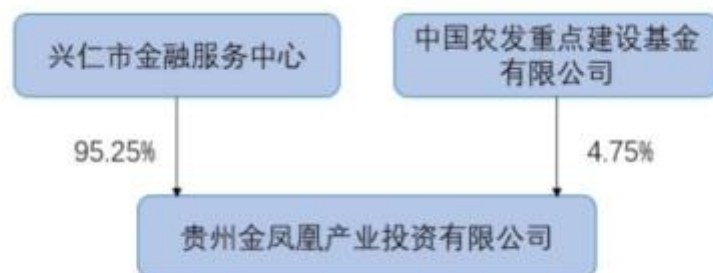 兴仁市金融服务中心
中国农发重点建设基金
有限公司
95.25%
4.75%
贵州金凤凰产业投资有限公司